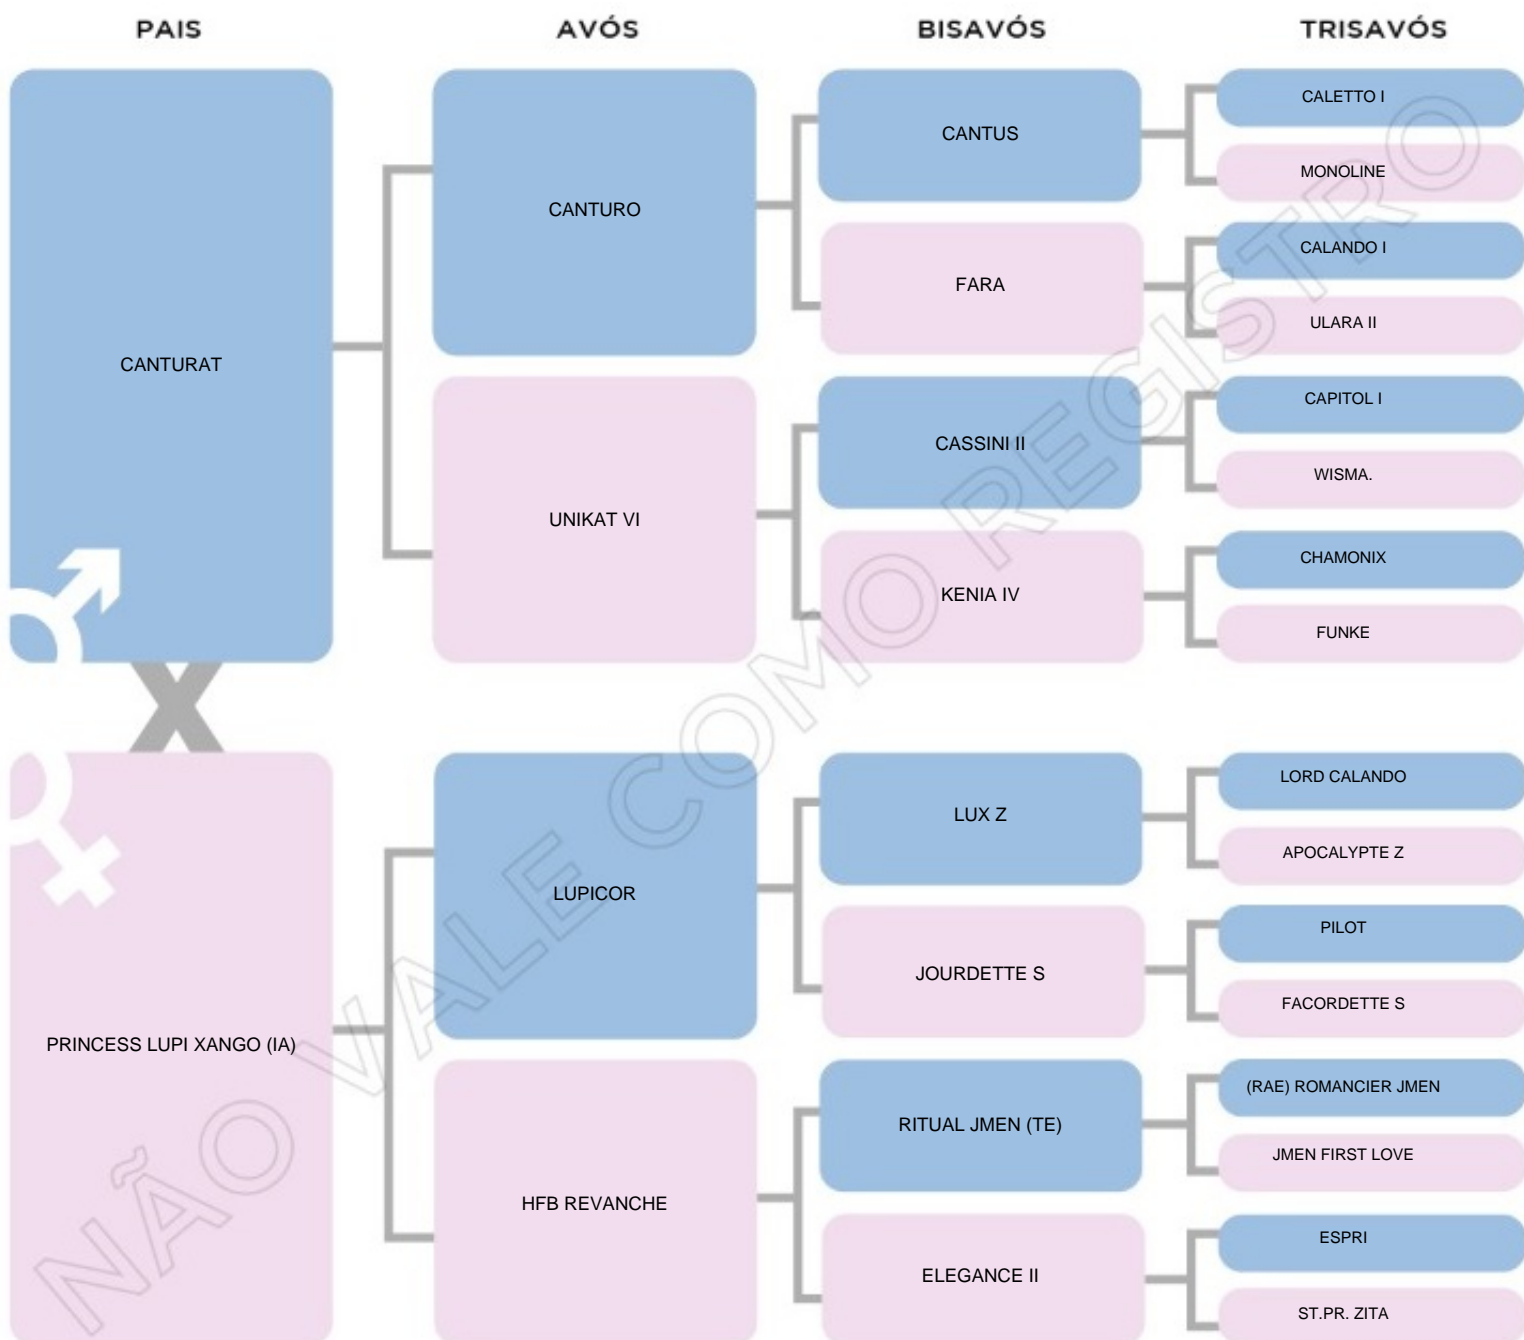 PAIS
AVÓS
BISAVÓS
TRISAVÓS
CANTURAT
CANTURO
UNIKAT VI
CANTUS
FARA
CASSINI II
KENIA IV
CALETTO I
MONOLINE
CALANDO I
ULARA II
CAPITOL I
WISMA.
CHAMONIX
FUNKE
X
PRINCESS LUPI XANGO (IA)
LUPICOR
HFB REVANCHE
LUX Z
JOURDETTE S
RITUAL JMEN (TE)
ELEGANCE II
LORD CALANDO
APOCALYPTE Z
PILOT
FACORDETTE S
(RAE) ROMANCIER JMEN
JMEN FIRST LOVE
ESPRI
ST.PR. ZITA
NÃO VALE COMO REGISTRO